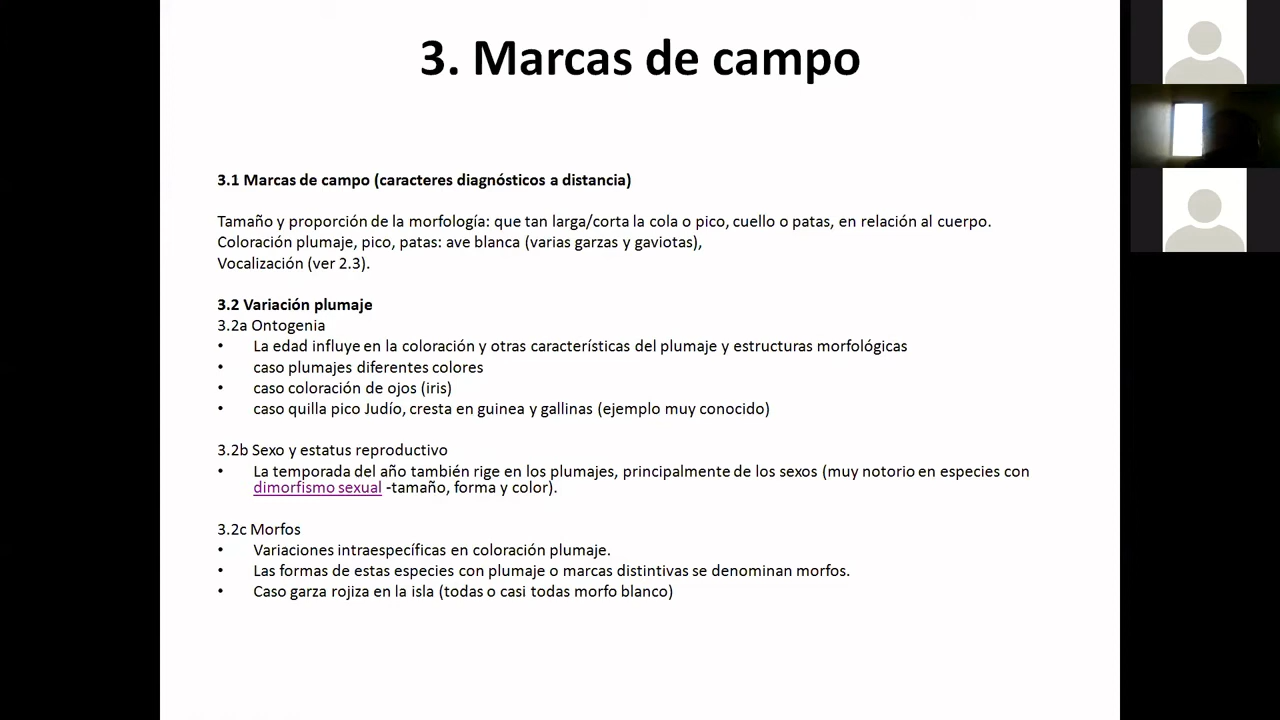 3. Marcas de campo
3.1 Marcas de campo (caracteres diagnósticos a distancia)
Tamaño y proporción de la morfología: que tan larga/corta la cola o pico, cuello o patas, en relación al cuerpo.
Coloración plumaje, pico, patas: ave blanca (varias garzas y gaviotas),
Vocalización (ver 2.3).
3.2 Variación plumaje
3.2a Ontogenia
• La edad influye en la coloración y otras características del plumaje y estructuras morfológicas
• caso plumajes diferentes colores
• caso coloración de ojos (iris)
• caso quilla pico Judío, cresta en guinea y gallinas (ejemplo muy conocido)
3.2b Sexo y estatus reproductivo
• La temporada del año también rige en los plumajes, principalmente de los sexos (muy notorio en especies con
dimorfismo sexual -tamaño, forma y color).
3.2c Morfos
• Variaciones intraespecíficas en coloración plumaje.
• Las formas de estas especies con plumaje o marcas distintivas se denominan morfos.
• Caso garza rojiza en la isla (todas o casi todas morfo blanco)